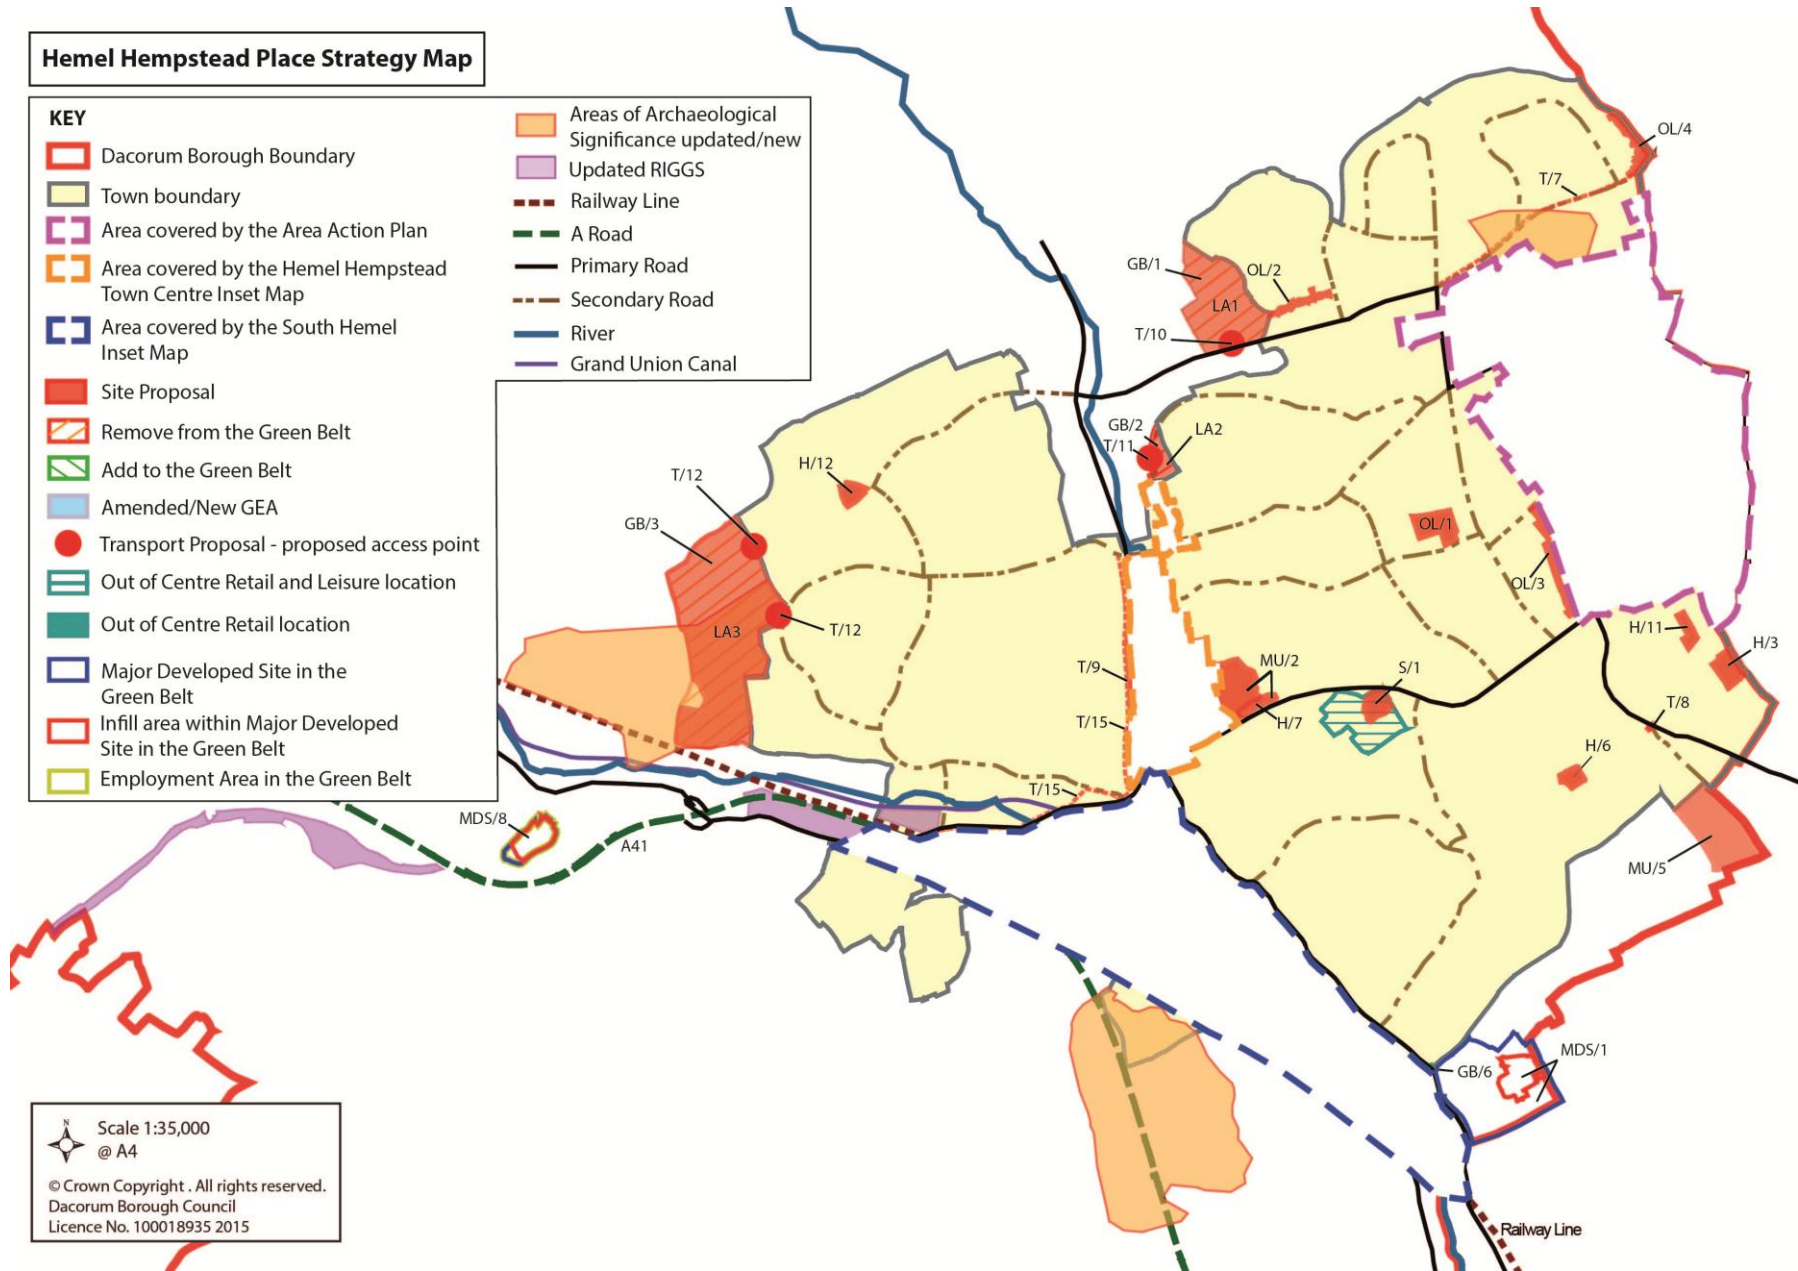 Hemel Hempstead Place Strategy Map
KEY
Dacorum Borough Boundary
Town boundary
Area covered by the Area Action Plan
Area covered by the Hemel Hempstead
Town Centre Inset Map
Area covered by the South Hemel
Inset Map
Site Proposal
Remove from the Green Belt
Add to the Green Belt
Amended/New GEA
Transport Proposal - proposed access point
Out of Centre Retail and Leisure location
Out of Centre Retail location
Major Developed Site in the
Green Belt
Infill area within Major Developed
Site in the Green Belt
Employment Area in the Green Belt
Areas of Archaeological
Significance updated/new
Updated RIGGS
Railway Line
A Road
Primary Road
Secondary Road
River
Grand Union Canal
OL/4
T/7
GB/1
OL/2
LA1
T/10
GB/2
LA2
T/11
H/12
T/12
GB/3
OL/1
OL/3
T/12
LA3
H/11
H/3
T/9
MU/2
S/1
T/8
T/15
H/7
H/6
T/15
MDS/8
A41
MU/5
MDS/1
GB/6
Railway Line
N
Scale 1:35,000
@ A4
© Crown Copyright . All rights reserved.
Dacorum Borough Council
Licence No. 100018935 2015